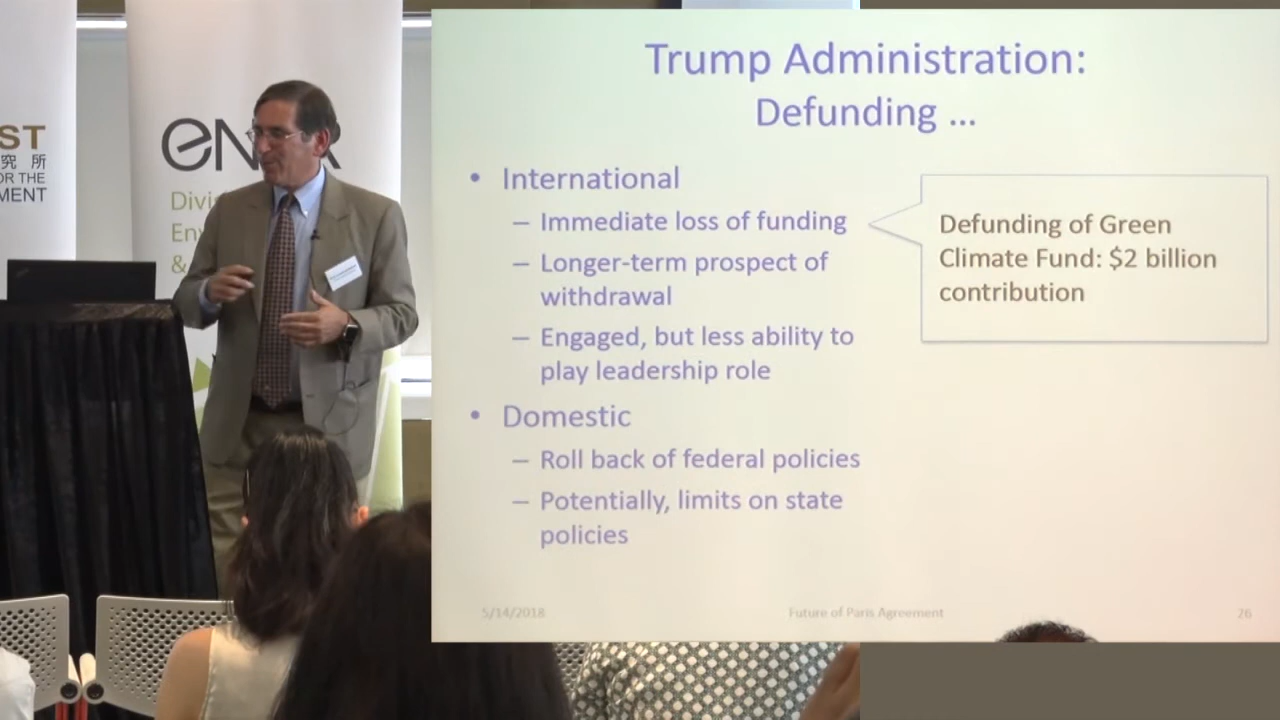 ST
究 所
OR THE
MENT
Divi
En
&
Trump Administration:
Defunding ...
• International
– Immediate loss of funding
– Longer-term prospect of
withdrawal
– Engaged, but less ability to
play leadership role
• Domestic
– Roll back of federal policies
– Potentially, limits on state
policies
Defunding of Green
Climate Fund: $2 billion
contribution
5/14/2018
Future of Paris Agreement
26